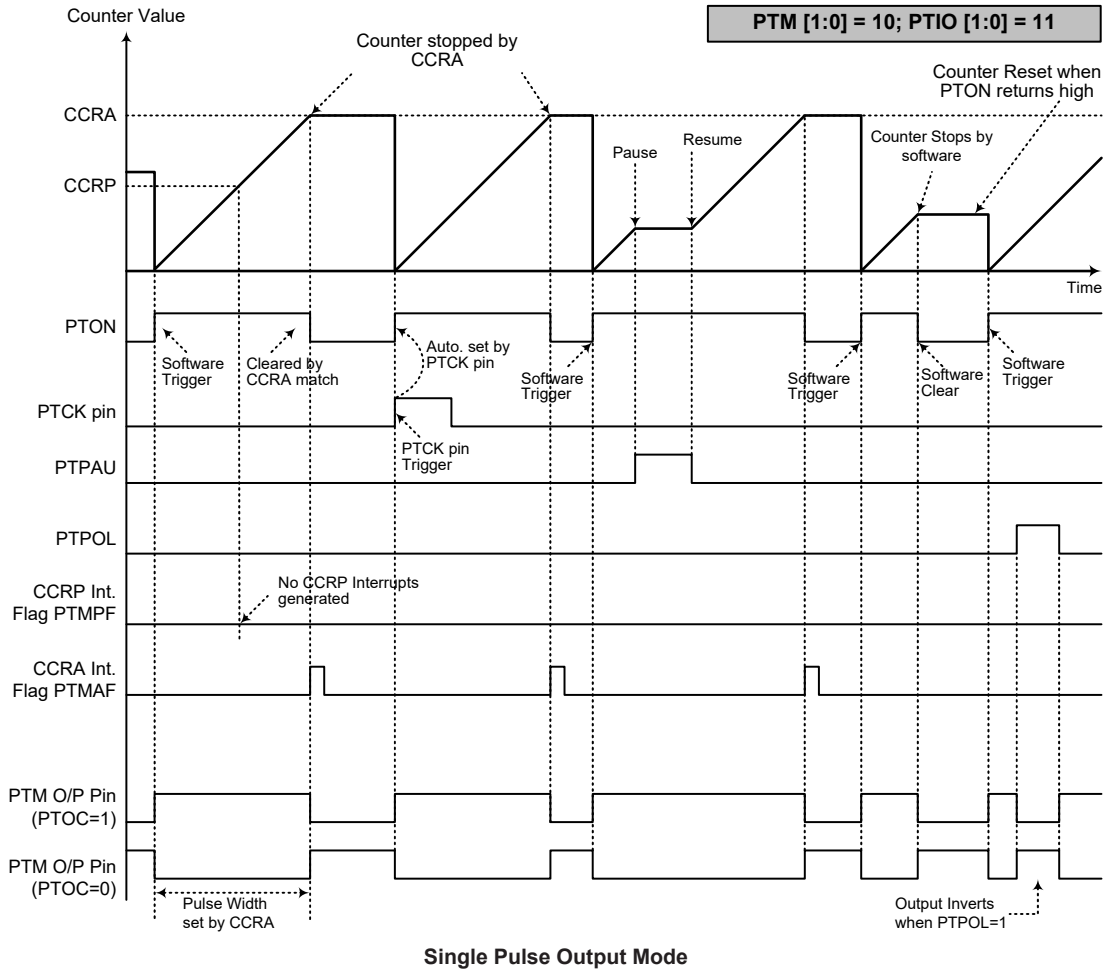 Counter Value
PTM [1:0] = 10; PTIO [1:0] = 11
Counter stopped by
CCRA
Counter Reset when
PTON returns high
CCRA
Pause
Resume
Counter Stops by
software
CCRP
Time
PTON
Software
Trigger
Cleared by
CCRA match
Auto. set by
PTCK pin
Software
Trigger
Software
Trigger
Software
Clear
Software
Trigger
PTCK pin
PTCK pin
Trigger
PTPAU
PTPOL
CCRP Int.
Flag PTMPF
No CCRP Interrupts
generated
CCRA Int.
Flag PTMAF
PTM O/P Pin
(PTOC=1)
PTM O/P Pin
(PTOC=0)
Pulse Width
set by CCRA
Output Inverts
when PTPOL=1
Single Pulse Output Mode